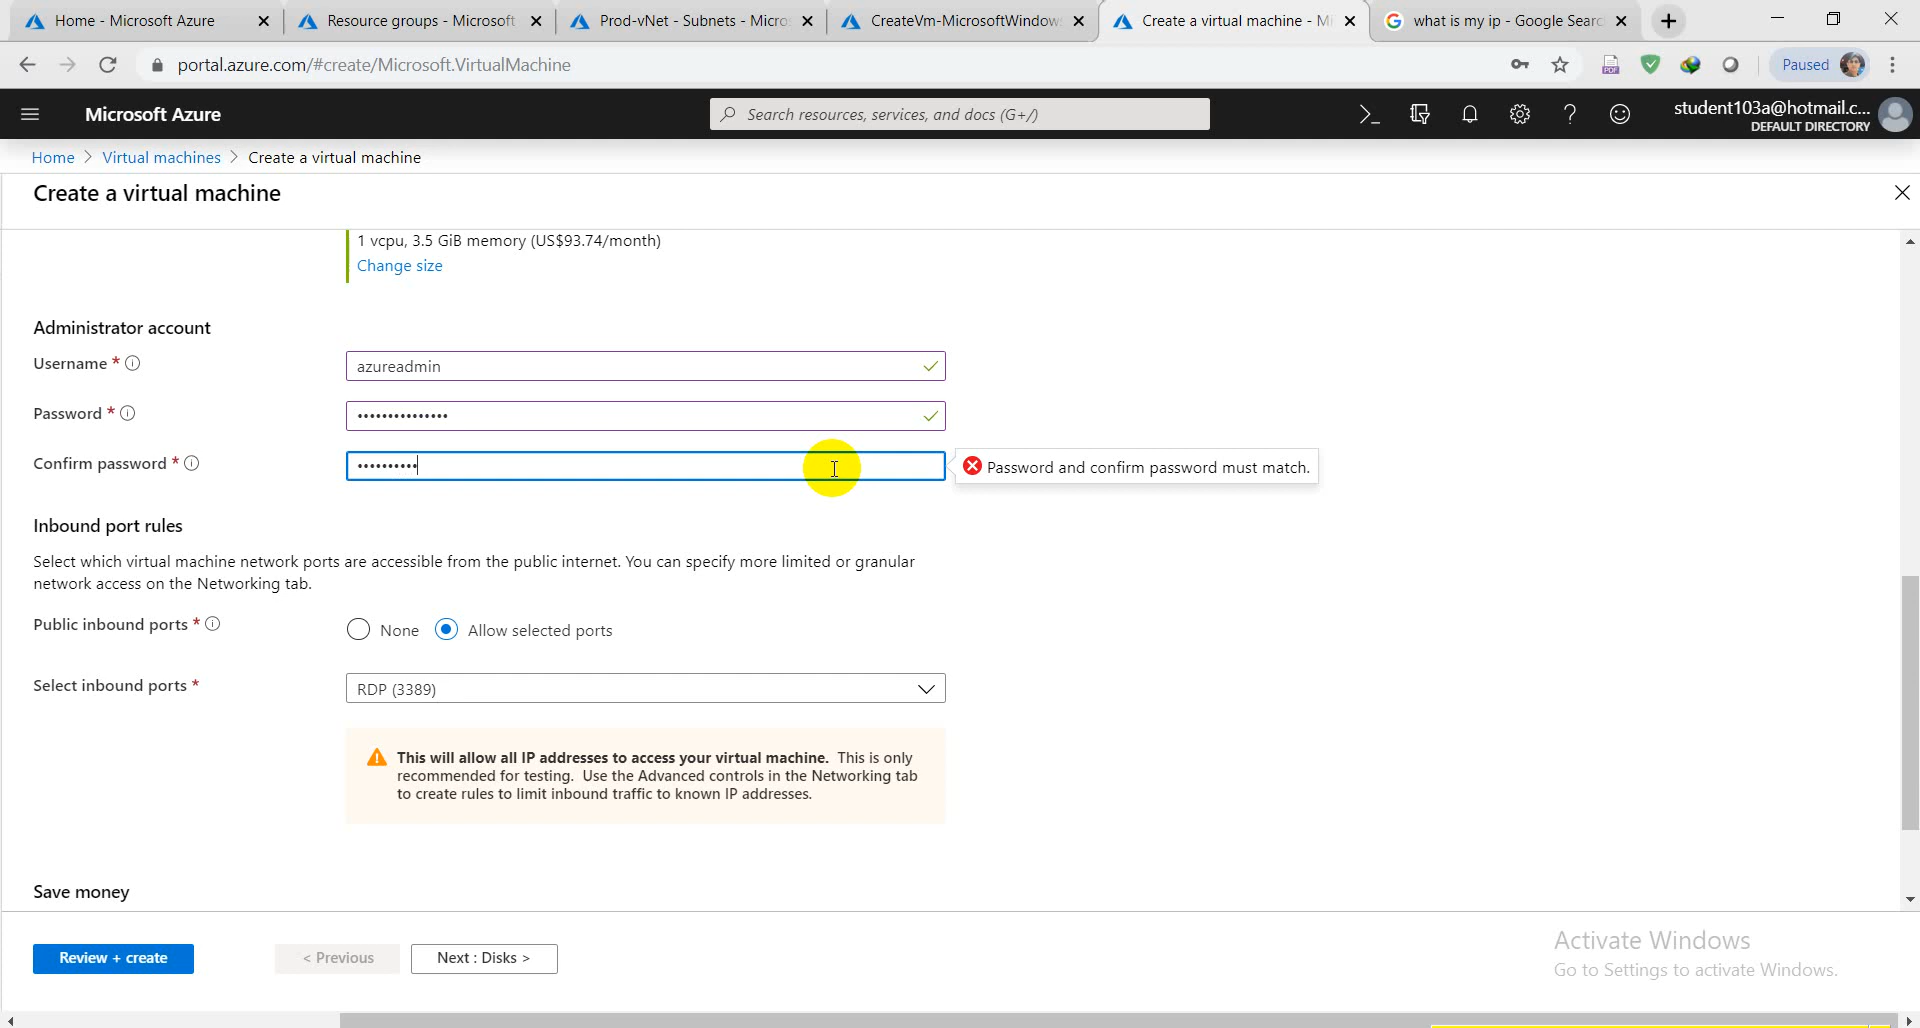 Home - Microsoft Azure
Resource groups - Microsoft
Prod-vNet - Subnets - Micro
CreateVm-MicrosoftWindow
Create a virtual machine - Mi
what is my ip - Google Searc
portal.azure.com/#create/Microsoft.VirtualMachine
PDF
Paused
Microsoft Azure
Search resources, services, and docs (G+/)
student103a@hotmail.c...
DEFAULT DIRECTORY
Home > Virtual machines > Create a virtual machine
Create a virtual machine
1 vcpu, 3.5 GiB memory (US$93.74/month)
Change size
Administrator account
Username *
azureadmin
Password *
•••••••••••••••
Confirm password *
••••••••••
Password and confirm password must match.
Inbound port rules
Select which virtual machine network ports are accessible from the public internet. You can specify more limited or granular
network access on the Networking tab.
Public inbound ports *
None
Allow selected ports
Select inbound ports *
RDP (3389)
This will allow all IP addresses to access your virtual machine. This is only
recommended for testing. Use the Advanced controls in the Networking tab
to create rules to limit inbound traffic to known IP addresses.
Save money
Review + create
< Previous
Next : Disks >
Activate Windows
Go to Settings to activate Windows.